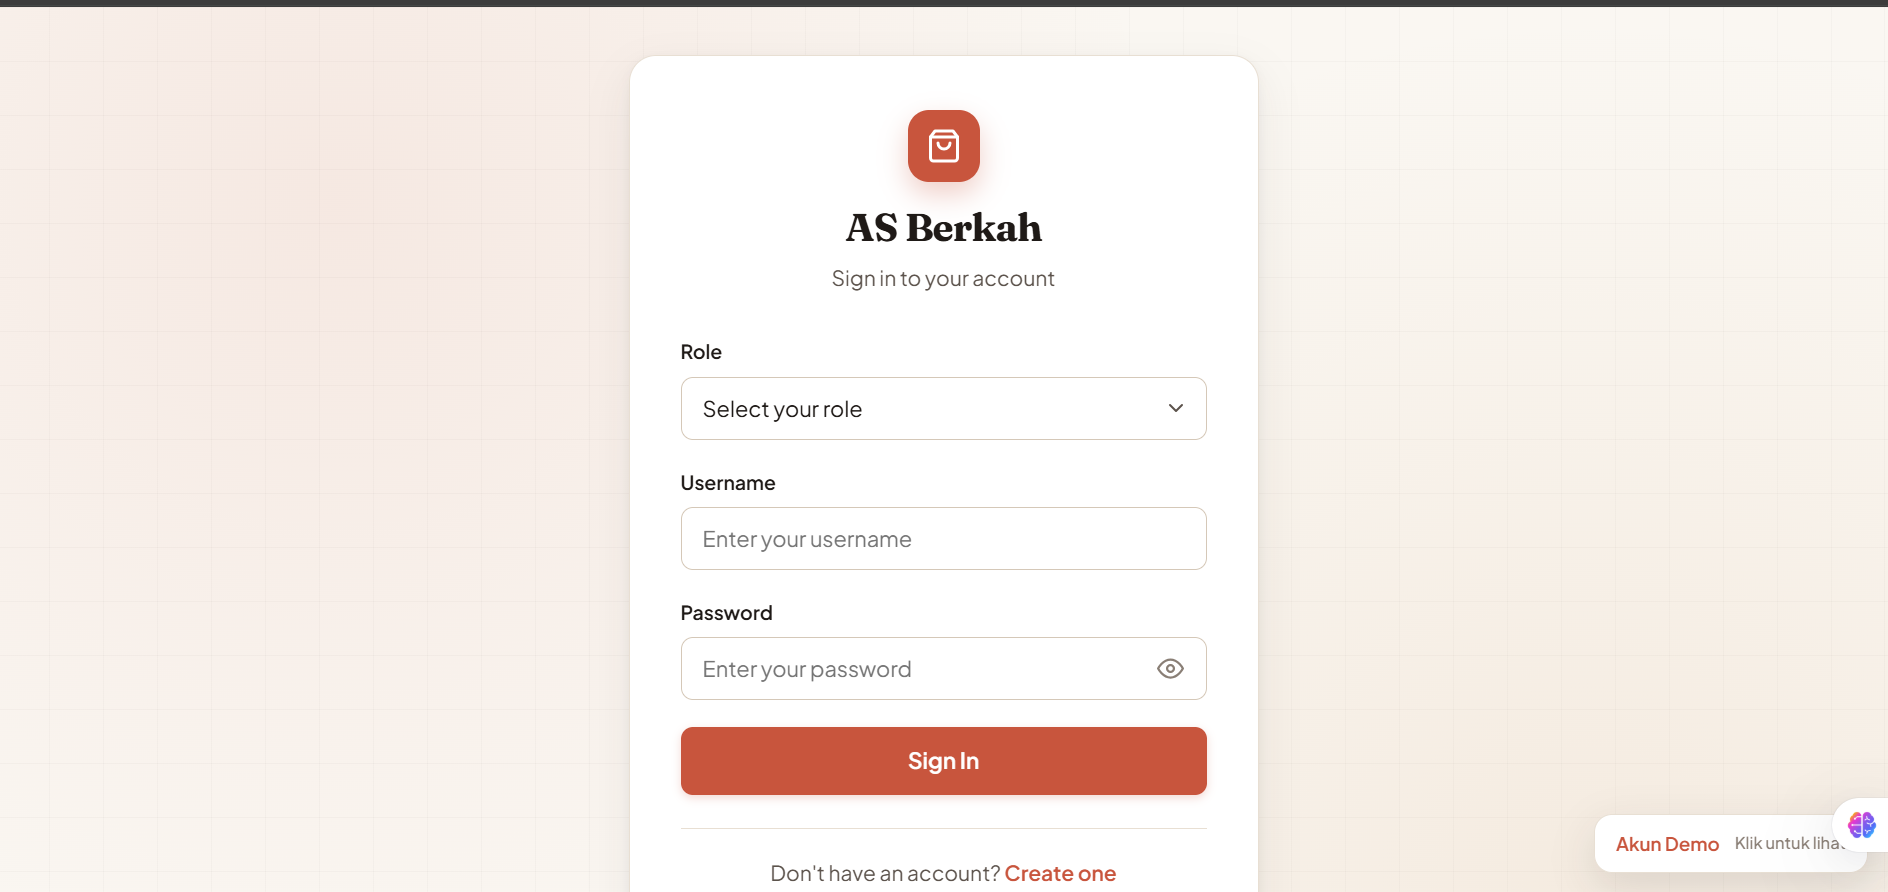 AS Berkah
Sign in to your account
Role
Select your role
Username
Enter your username
Password
Enter your password
Sign In
Don't have an account? Create one
Akun Demo Klik untuk